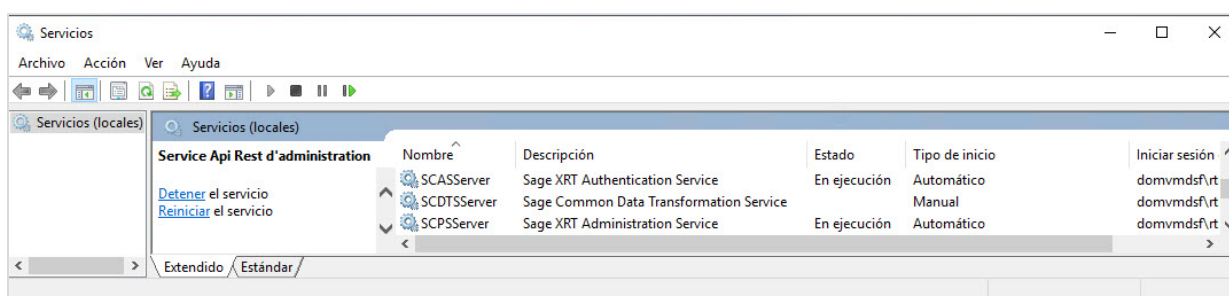 Servicios
Archivo Acción Ver Ayuda
Servicios (locales)
Servicios (locales)
Service Api Rest d'administration
Detener el servicio
Reiniciar el servicio
Nombre Descripción Estado Tipo de inicio Iniciar sesión
SCASServer Sage XRT Authentication Service En ejecución Automático domvmdsf\rt
SCDTSServer Sage Common Data Transformation Service Manual domvmdsf\rt
SCPSServer Sage XRT Administration Service En ejecución Automático domvmdsf\rt
Extendido Estándar